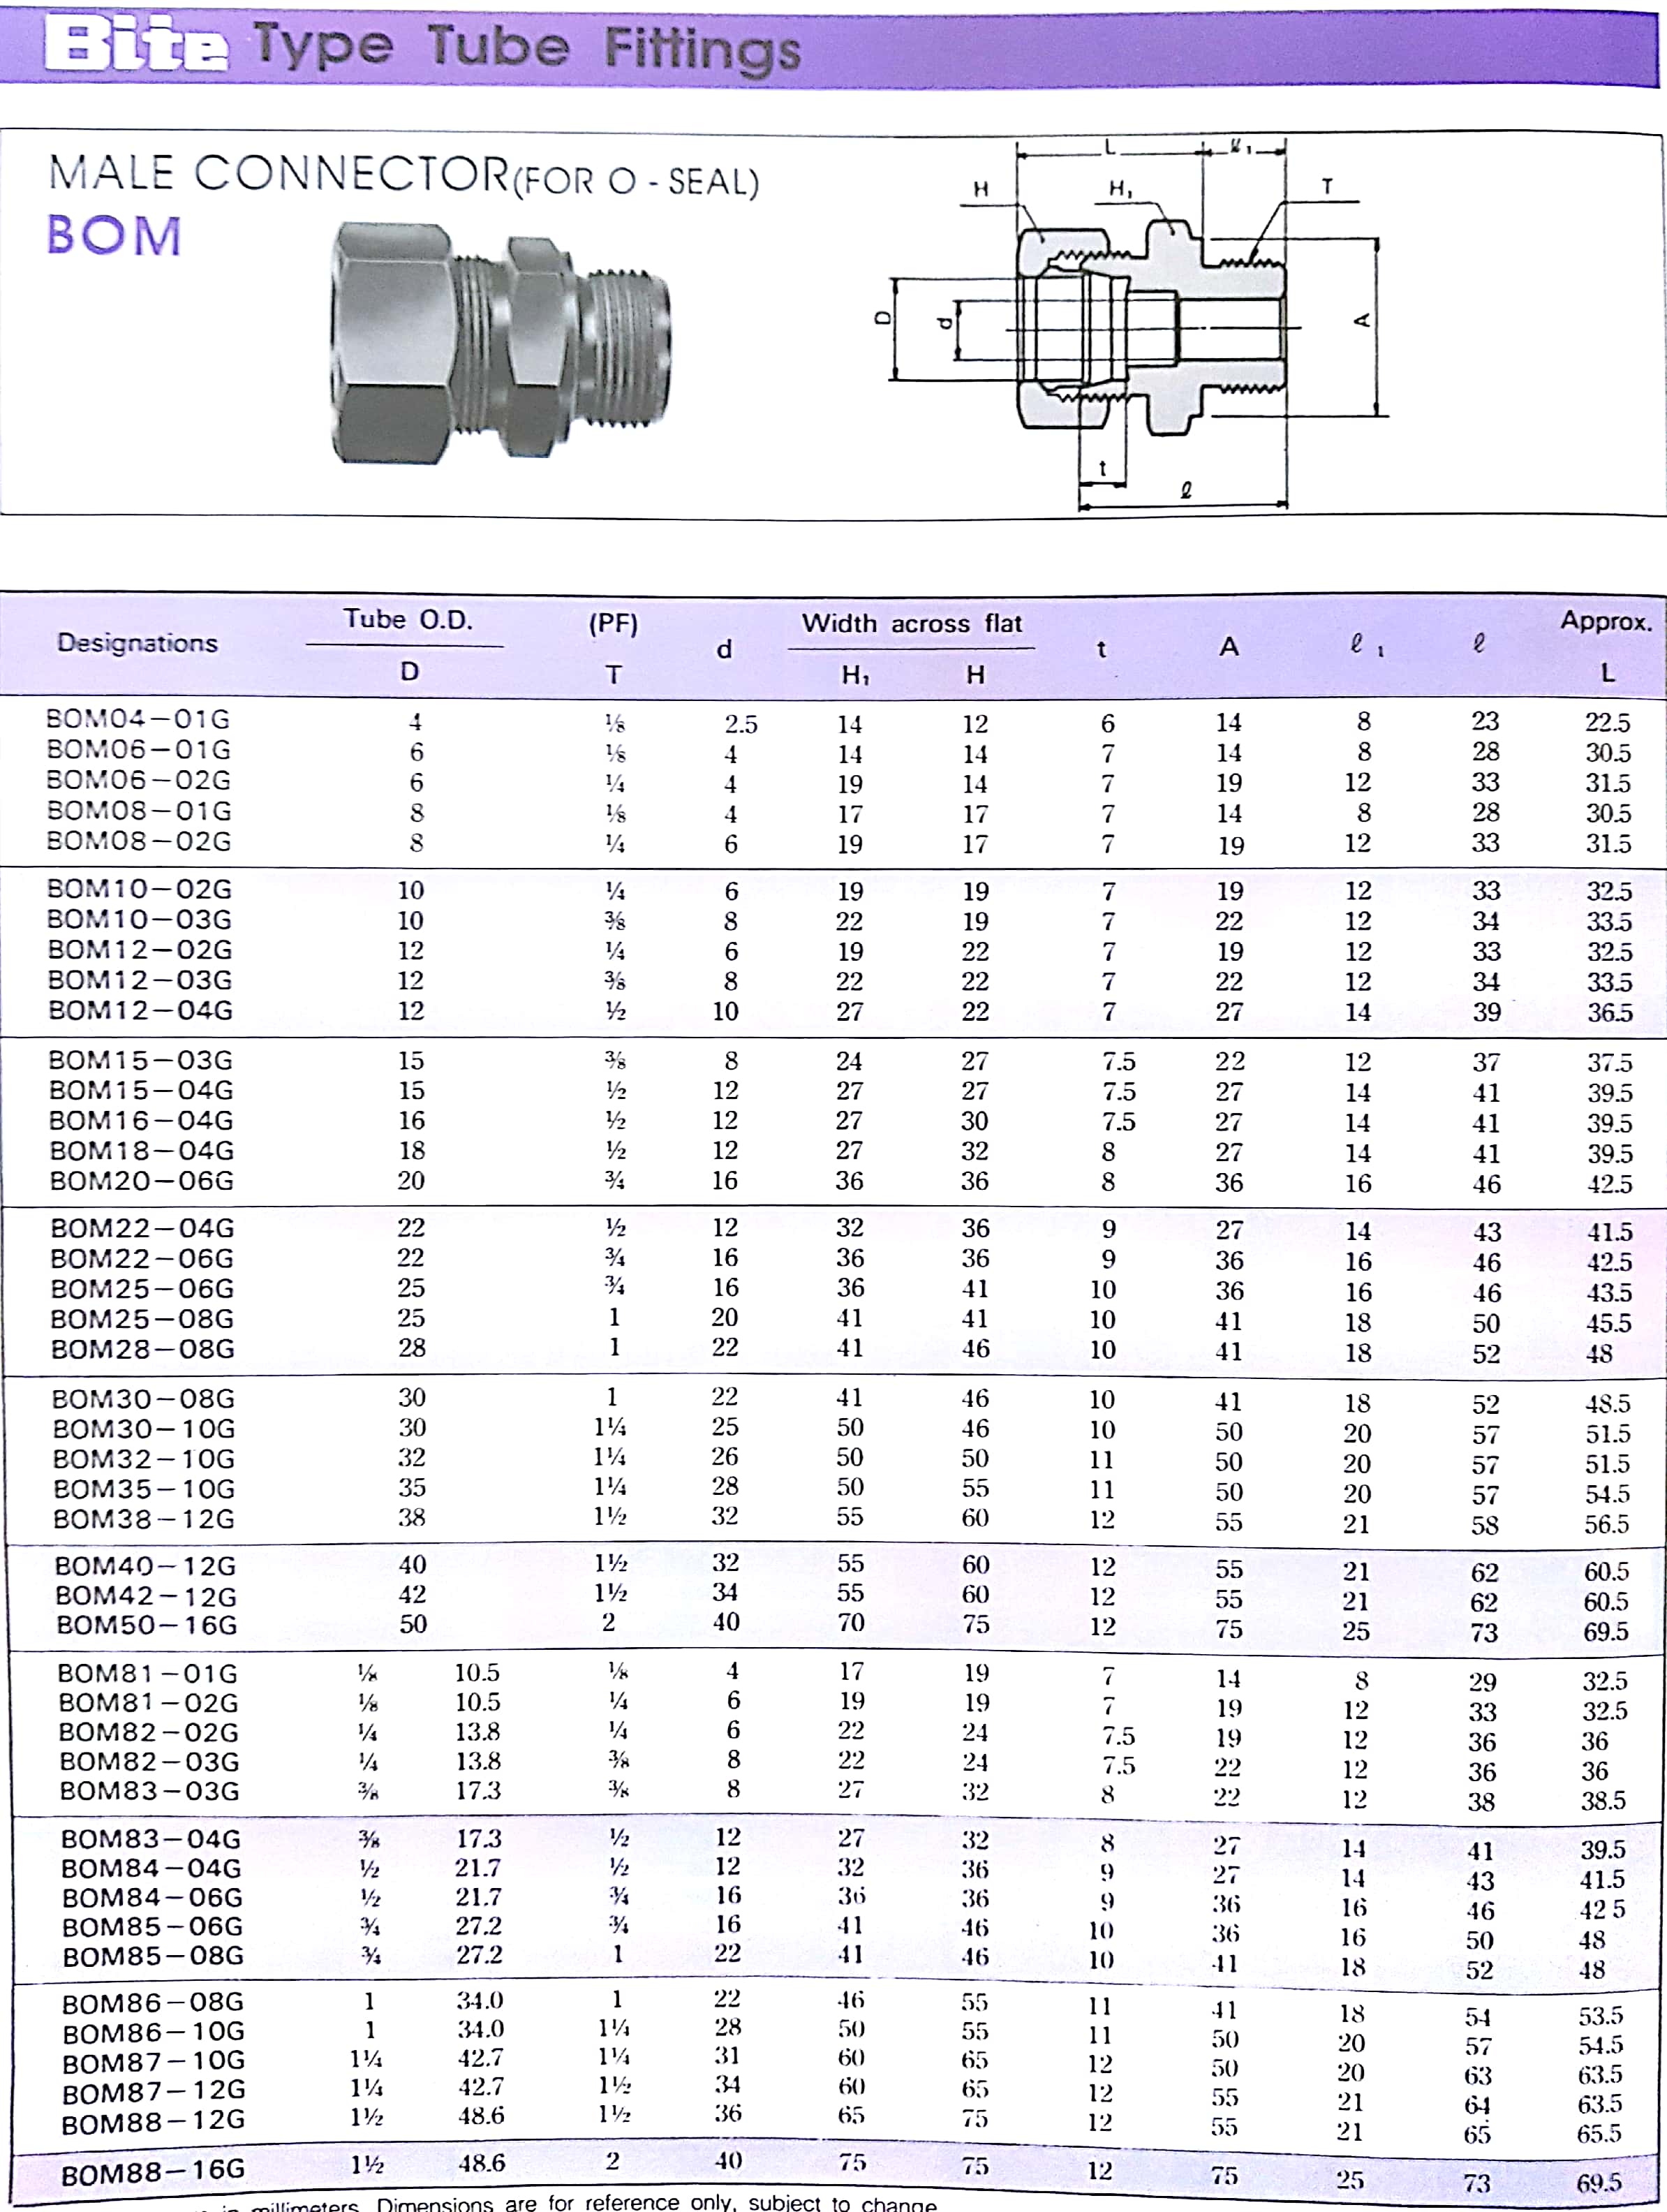 Bite Type Tube Fittings
MALE CONNECTOR(FOR O - SEAL)
BOM
L ℓ1
H H1 T
D d A
t
ℓ
Designations Tube O.D. D (PF) T d Width across flat H1 H t A ℓ1 ℓ Approx. L
BOM04-01G 4 ⅛ 2.5 14 12 6 14 8 23 22.5
BOM06-01G 6 ⅛ 4 14 14 7 14 8 28 30.5
BOM06-02G 6 ¼ 4 19 14 7 19 12 33 31.5
BOM08-01G 8 ⅛ 4 17 17 7 14 8 28 30.5
BOM08-02G 8 ¼ 6 19 17 7 19 12 33 31.5
BOM10-02G 10 ¼ 6 19 19 7 19 12 33 32.5
BOM10-03G 10 ⅜ 8 22 19 7 22 12 34 33.5
BOM12-02G 12 ¼ 6 19 22 7 19 12 33 32.5
BOM12-03G 12 ⅜ 8 22 22 7 22 12 34 33.5
BOM12-04G 12 ½ 10 27 22 7 27 14 39 36.5
BOM15-03G 15 ⅜ 8 24 27 7.5 22 12 37 37.5
BOM15-04G 15 ½ 12 27 27 7.5 27 14 41 39.5
BOM16-04G 16 ½ 12 27 30 7.5 27 14 41 39.5
BOM18-04G 18 ½ 12 27 32 8 27 14 41 39.5
BOM20-06G 20 ¾ 16 36 36 8 36 16 46 42.5
BOM22-04G 22 ½ 12 32 36 9 27 14 43 41.5
BOM22-06G 22 ¾ 16 36 36 9 36 16 46 42.5
BOM25-06G 25 ¾ 16 36 41 10 36 16 46 43.5
BOM25-08G 25 1 20 41 41 10 41 18 50 45.5
BOM28-08G 28 1 22 41 46 10 41 18 52 48
BOM30-08G 30 1 22 41 46 10 41 18 52 48.5
BOM30-10G 30 1¼ 25 50 46 10 50 20 57 51.5
BOM32-10G 32 1¼ 26 50 50 11 50 20 57 51.5
BOM35-10G 35 1¼ 28 50 55 11 50 20 57 54.5
BOM38-12G 38 1½ 32 55 60 12 55 21 58 56.5
BOM40-12G 40 1½ 32 55 60 12 55 21 62 60.5
BOM42-12G 42 1½ 34 55 60 12 55 21 62 60.5
BOM50-16G 50 2 40 70 75 12 75 25 73 69.5
BOM81-01G ⅛ 10.5 ⅛ 4 17 19 7 14 8 29 32.5
BOM81-02G ⅛ 10.5 ¼ 6 19 19 7 19 12 33 32.5
BOM82-02G ¼ 13.8 ¼ 6 22 24 7.5 19 12 36 36
BOM82-03G ¼ 13.8 ⅜ 8 22 24 7.5 22 12 36 36
BOM83-03G ⅜ 17.3 ⅜ 8 27 32 8 22 12 38 38.5
BOM83-04G ⅜ 17.3 ½ 12 27 32 8 27 14 41 39.5
BOM84-04G ½ 21.7 ½ 12 32 36 9 27 14 43 41.5
BOM84-06G ½ 21.7 ¾ 16 36 36 9 36 16 46 42 5
BOM85-06G ¾ 27.2 ¾ 16 41 46 10 36 16 50 48
BOM85-08G ¾ 27.2 1 22 41 46 10 41 18 52 48
BOM86-08G 1 34.0 1 22 46 55 11 41 18 54 53.5
BOM86-10G 1 34.0 1¼ 28 50 55 11 50 20 57 54.5
BOM87-10G 1¼ 42.7 1¼ 31 60 65 12 50 20 63 63.5
BOM87-12G 1¼ 42.7 1½ 34 60 65 12 55 21 64 63.5
BOM88-12G 1½ 48.6 1½ 36 65 75 12 55 21 65 65.5
BOM88-16G 1½ 48.6 2 40 75 75 12 75 25 73 69.5
in millimeters. Dimensions are for reference only, subject to change